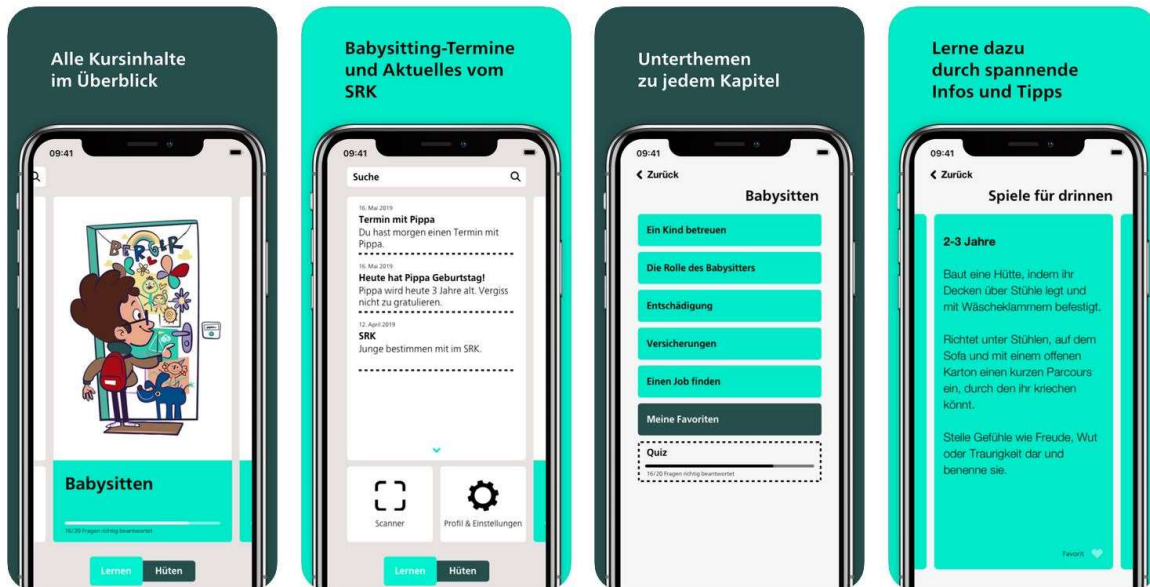 Alle Kursinhalte
im Überblick
09:41
BERGER
Babysitten
16/20 Fragen richtig beantwortet
Lernen
Hüten
Babysitting-Termine
und Aktuelles vom
SRK
09:41
Suche
16. Mai 2019
Termin mit Pippa
Du hast morgen einen Termin mit
Pippa.
16. Mai 2019
Heute hat Pippa Geburtstag!
Pippa wird heute 3 Jahre alt. Vergiss
nicht zu gratulieren.
12. April 2019
SRK
Junge bestimmen mit im SRK.
Scanner
Profil & Einstellungen
Lernen
Hüten
Unterthemen
zu jedem Kapitel
09:41
Zurück
Babysitten
Ein Kind betreuen
Die Rolle des Babysitters
Entschädigung
Versicherungen
Einen Job finden
Meine Favoriten
Quiz
16/20 Fragen richtig beantwortet
Lerne dazu
durch spannende
Infos und Tipps
09:41
Zurück
Spiele für drinnen
2-3 Jahre
Baut eine Hütte, indem ihr
Decken über Stühle legt und
mit Wäscheklammern befestigt.
Richtet unter Stühlen, auf dem
Sofa und mit einem offenen
Karton einen kurzen Parcours
ein, durch den ihr kriechen
könnt.
Stelle Gefühle wie Freude, Wut
oder Traurigkeit dar und
benenne sie.
Favorit